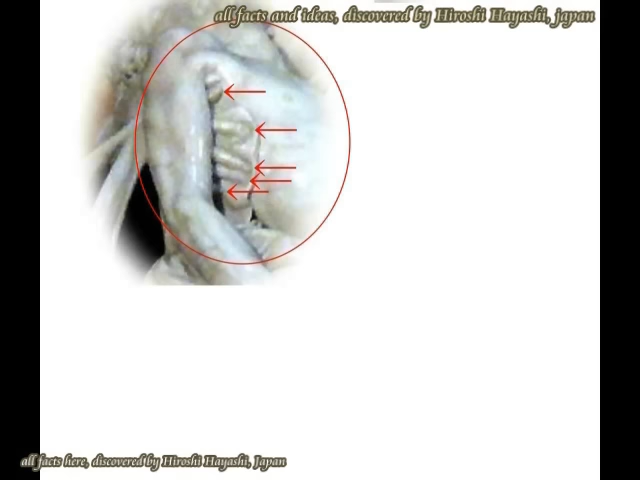 all facts and ideas, discovered by Hiroshi Hayashi, japan
all facts here, discovered by Hiroshi Hayashi, Japan